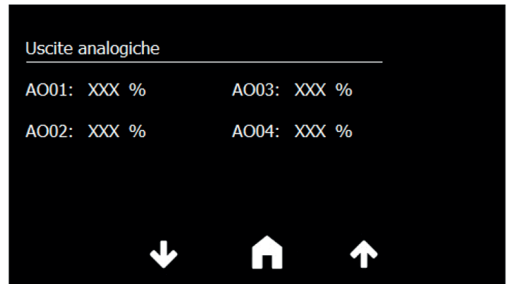 Uscite analogiche
AO01: XXX % AO03: XXX %
AO02: XXX % AO04: XXX %